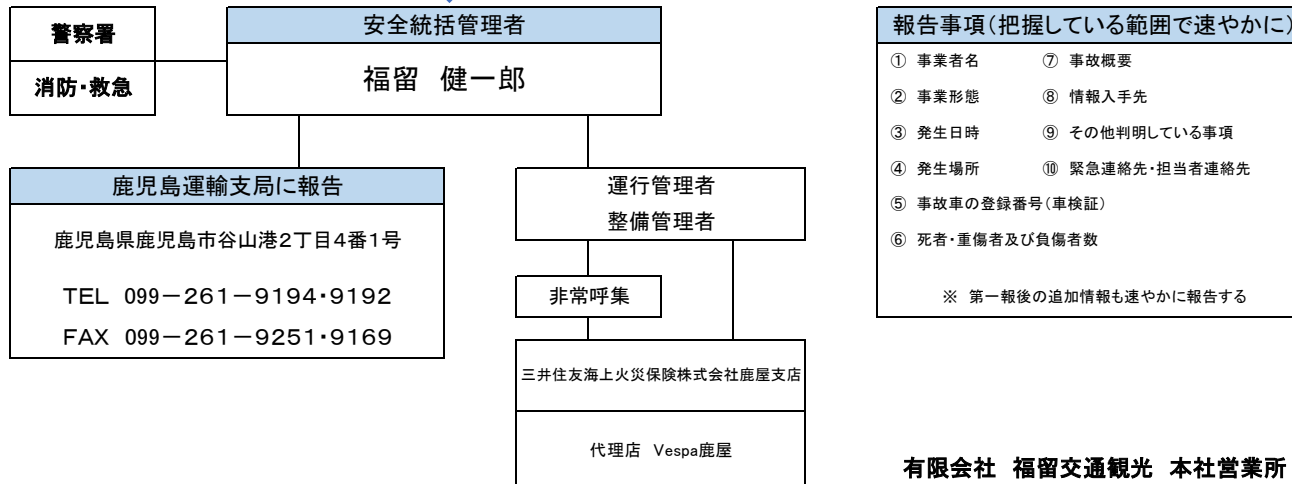 警察署
消防・救急
安全統括管理者
福留 健一郎
鹿児島運輸支局に報告
鹿児島県鹿児島市谷山港2丁目4番1号
TEL 099-261-9194・9192
FAX 099-261-9251・9169
運行管理者
整備管理者
非常呼集
三井住友海上火災保険株式会社鹿屋支店
代理店 Vespa鹿屋
報告事項(把握している範囲で速やかに)
① 事業者名 ⑦ 事故概要
② 事業形態 ⑧ 情報入手先
③ 発生日時 ⑨ その他判明している事項
④ 発生場所 ⑩ 緊急連絡先・担当者連絡先
⑤ 事故車の登録番号(車検証)
⑥ 死者・重傷者及び負傷者数
※ 第一報後の追加情報も速やかに報告する
有限会社 福留交通観光 本社営業所